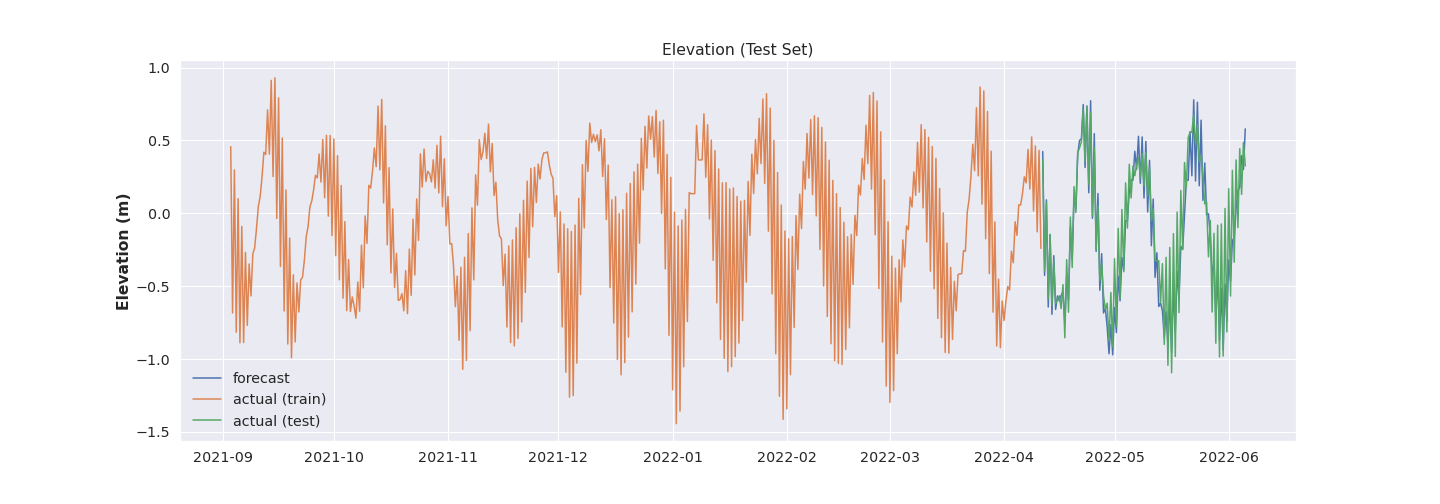 Elevation (Test Set)
Elevation (m)
1.0
0.5
0.0
−0.5
−1.0
−1.5
forecast
actual (train)
actual (test)
2021-09 2021-10 2021-11 2021-12 2022-01 2022-02 2022-03 2022-04 2022-05 2022-06